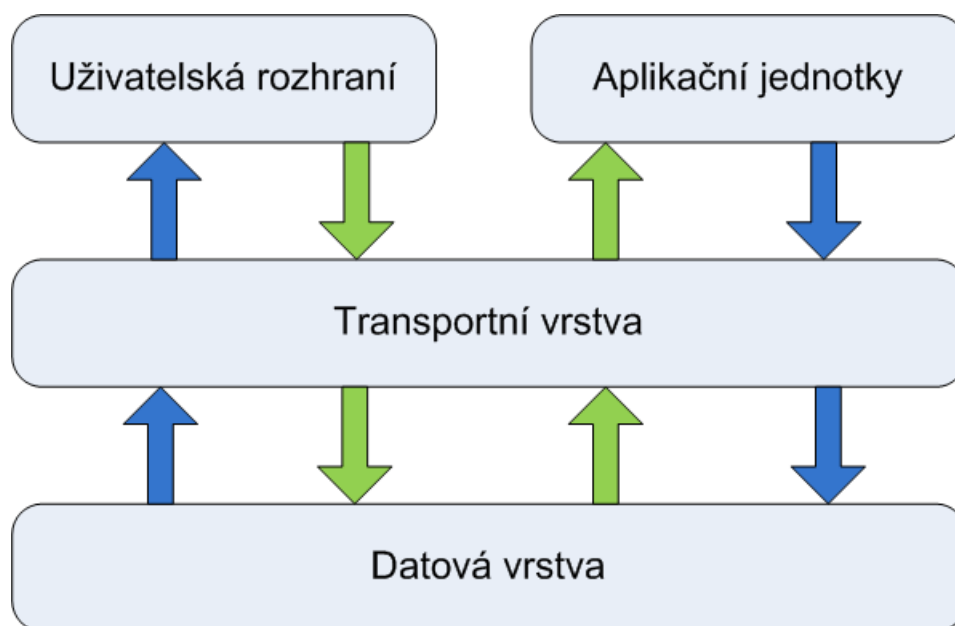 Uživatelská rozhraní
Aplikační jednotky
Transportní vrstva
Datová vrstva